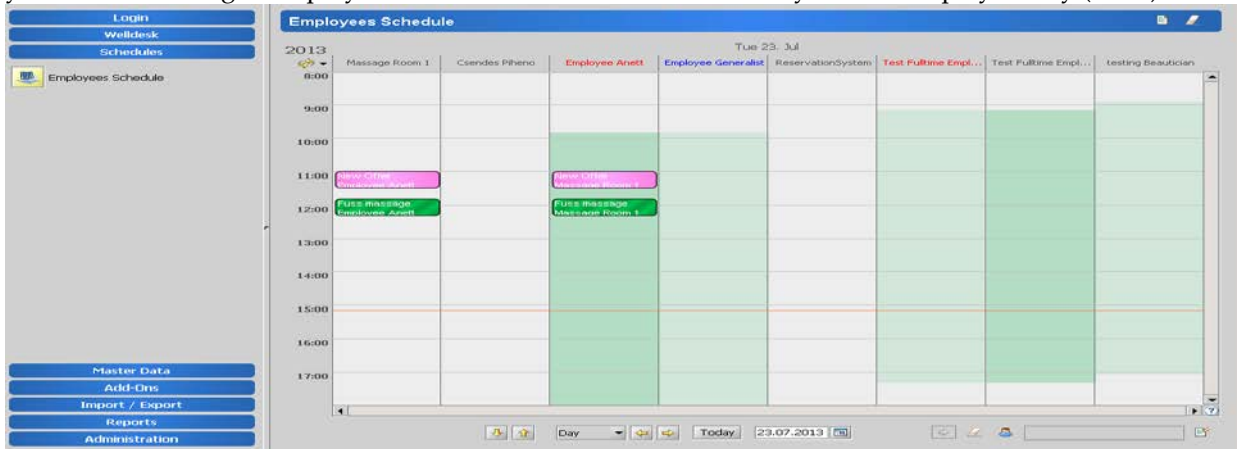 Login
Welldesk
Schedules
Employees Schedule
Master Data
Add-Ons
Import / Export
Reports
Administration
Employees Schedule
2013
Tue 23. Jul
Massage Room 1
Csendes Piheno
Employee Anett
Employee Generalist
ReservationSystem
Test Fulltime Empl...
Test Fulltime Empl...
testing Beautician
8:00
9:00
10:00
11:00
12:00
13:00
14:00
15:00
16:00
17:00
New Offer
Employee Anett
Fuss massage
Employee Anett
New Offer
Massage Room 1
Fuss massage
Massage Room 1
Day
Today
23.07.2013
?